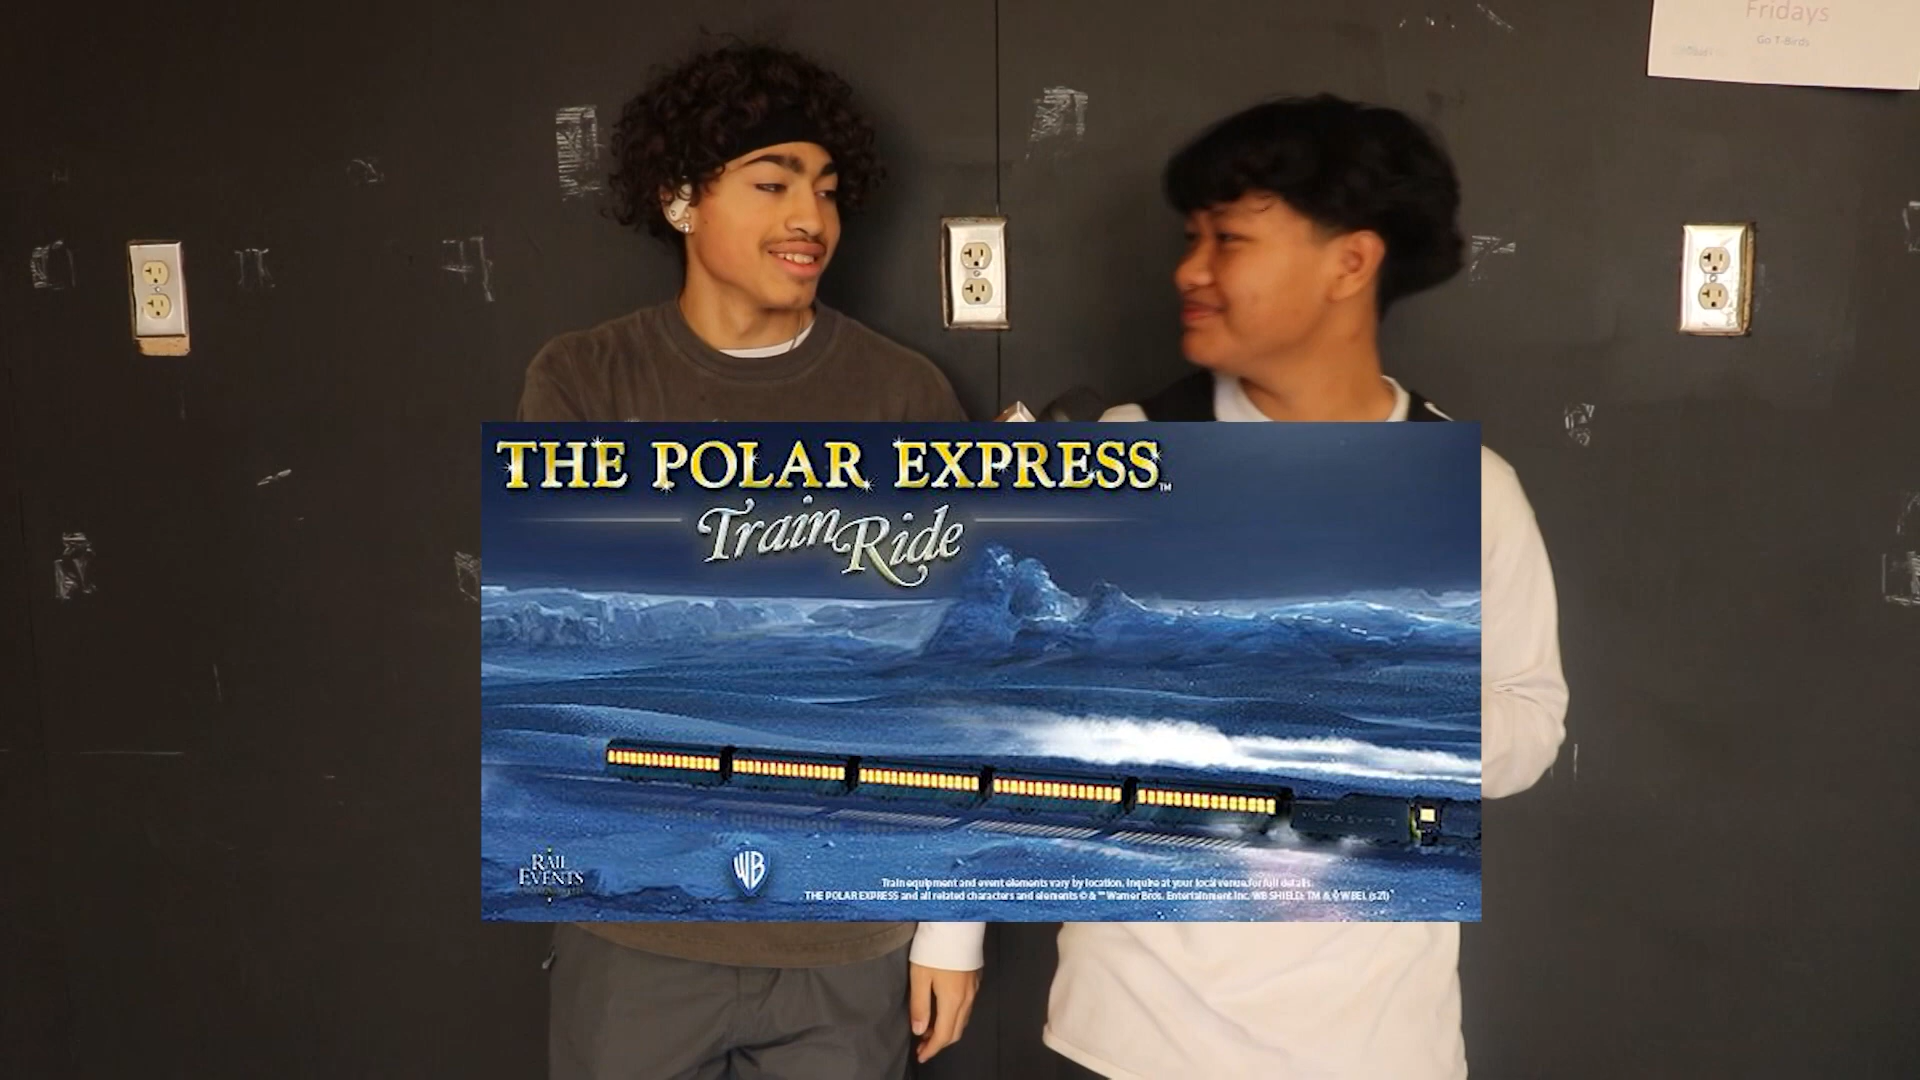 Fridays
Go T-Birds
THE POLAR EXPRESS™
Train Ride
RAIL
EVENTS
WB
Train equipment and event elements vary by location. Inquire at your local venue for full details.
THE POLAR EXPRESS and all related characters and elements © & ™ Warner Bros. Entertainment Inc. WB SHIELD: TM & © WBEI. (s21)